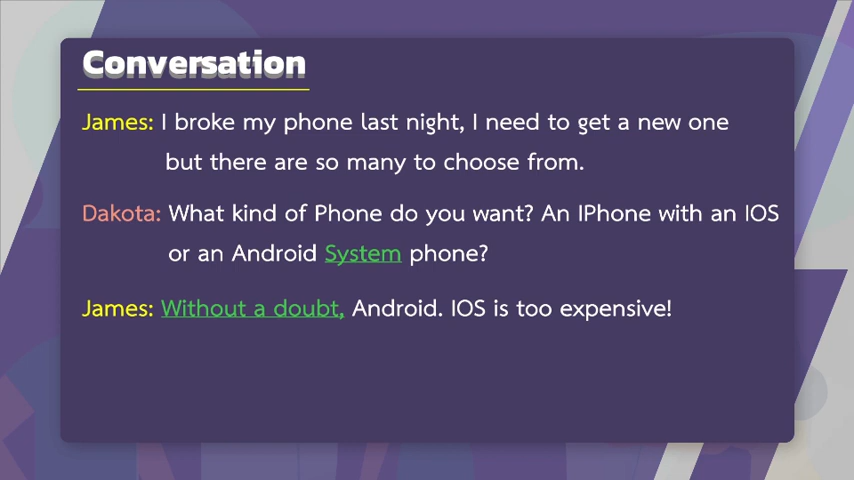 Conversation
James: I broke my phone last night, I need to get a new one
but there are so many to choose from.
Dakota: What kind of Phone do you want? An IPhone with an IOS
or an Android System phone?
James: Without a doubt, Android. IOS is too expensive!